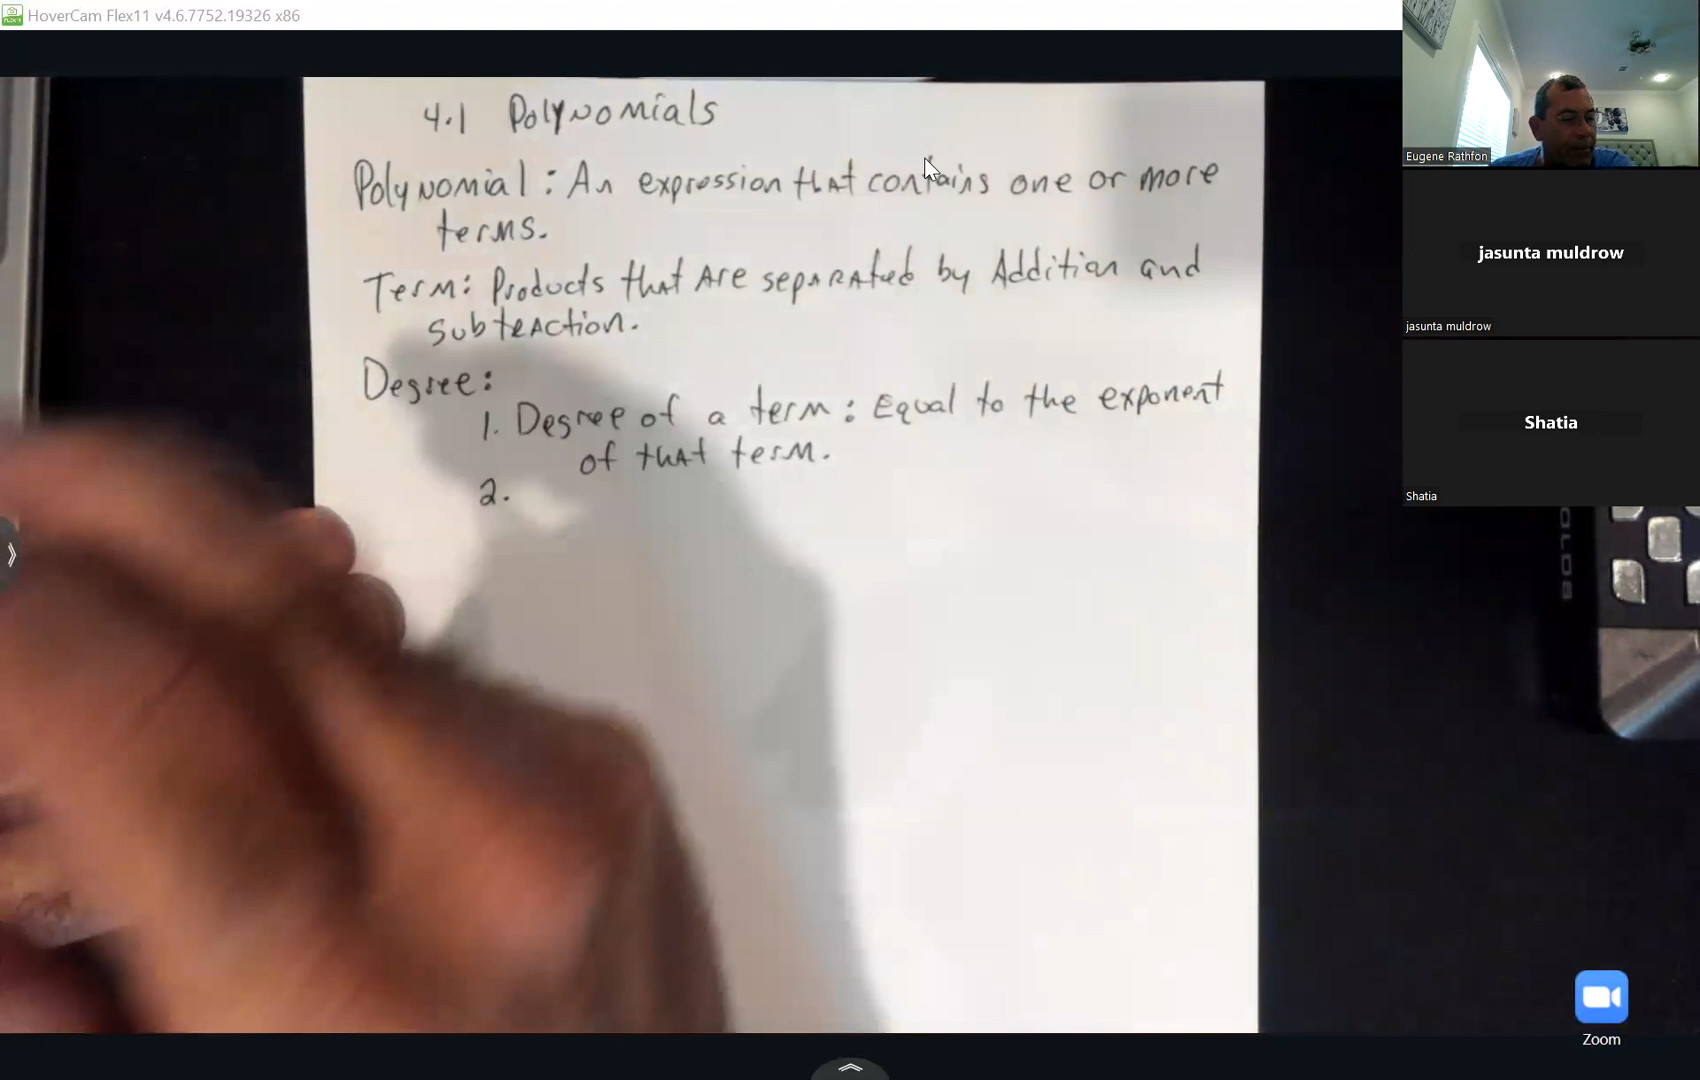 HoverCam Flex11 v4.6.7752.19326 x86
4.1 Polynomials
Polynomial: An expression that contains one or more
terms.
Term: Products that are separated by Addition and
subtraction.
Degree:
1. Degree of a term: Equal to the exponent
of that term.
2.
Eugene Rathfon
jasunta muldrow
jasunta muldrow
Shatia
Shatia
Zoom